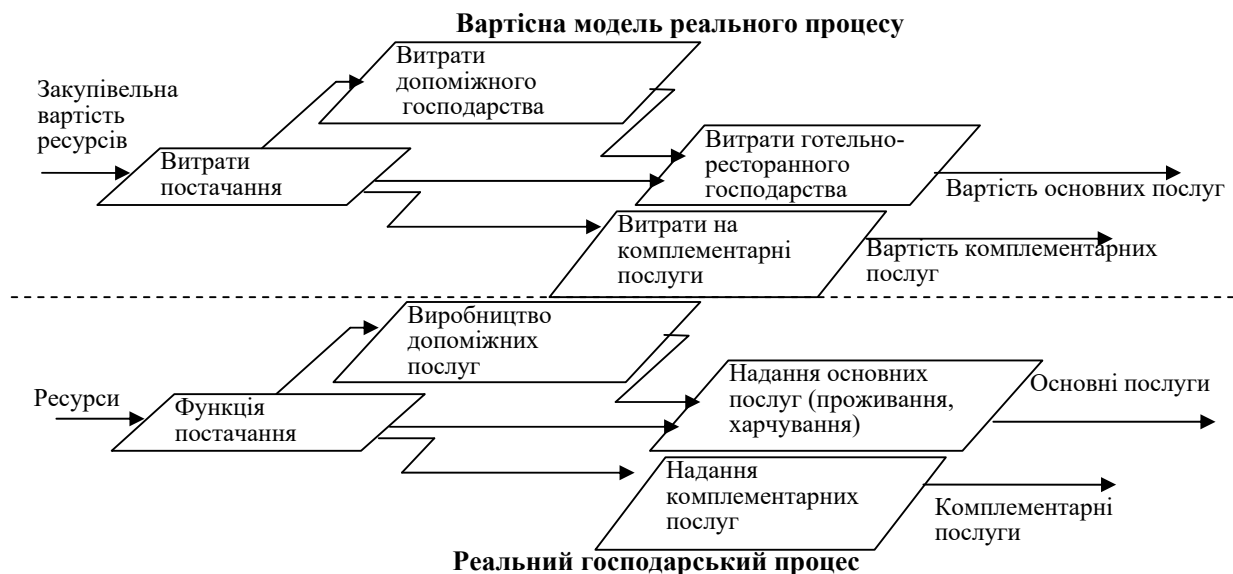 Вартісна модель реального процесу
Витрати
допоміжного
господарства
Закупівельна
вартість
ресурсів
Витрати
постачання
Витрати готельно-
ресторанного
господарства
Вартість основних послуг
Витрати на
комплементарні
послуги
Вартість комплементарних
послуг
Виробництво
допоміжних
послуг
Ресурси
Функція
постачання
Надання основних
послуг (проживання,
харчування)
Основні послуги
Надання
комплементарних
послуг
Комплементарні
послуги
Реальний господарський процес